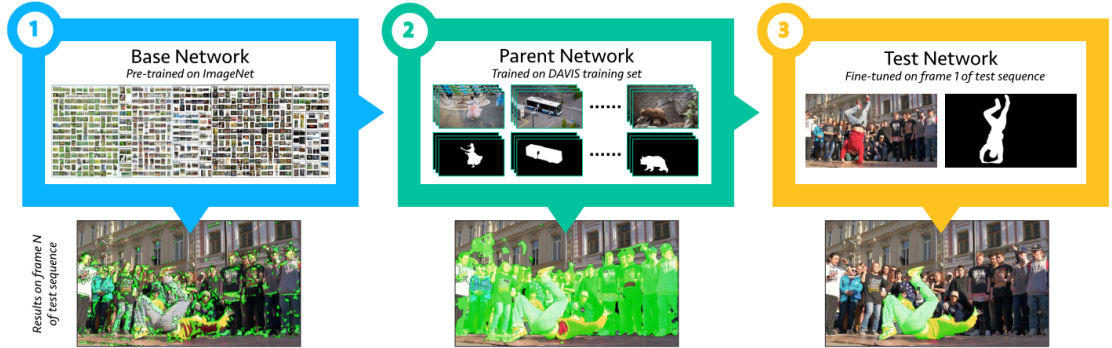 1
Base Network
Pre-trained on ImageNet
2
Parent Network
Trained on DAVIS training set
3
Test Network
Fine-tuned on frame 1 of test sequence
Results on frame N
of test sequence